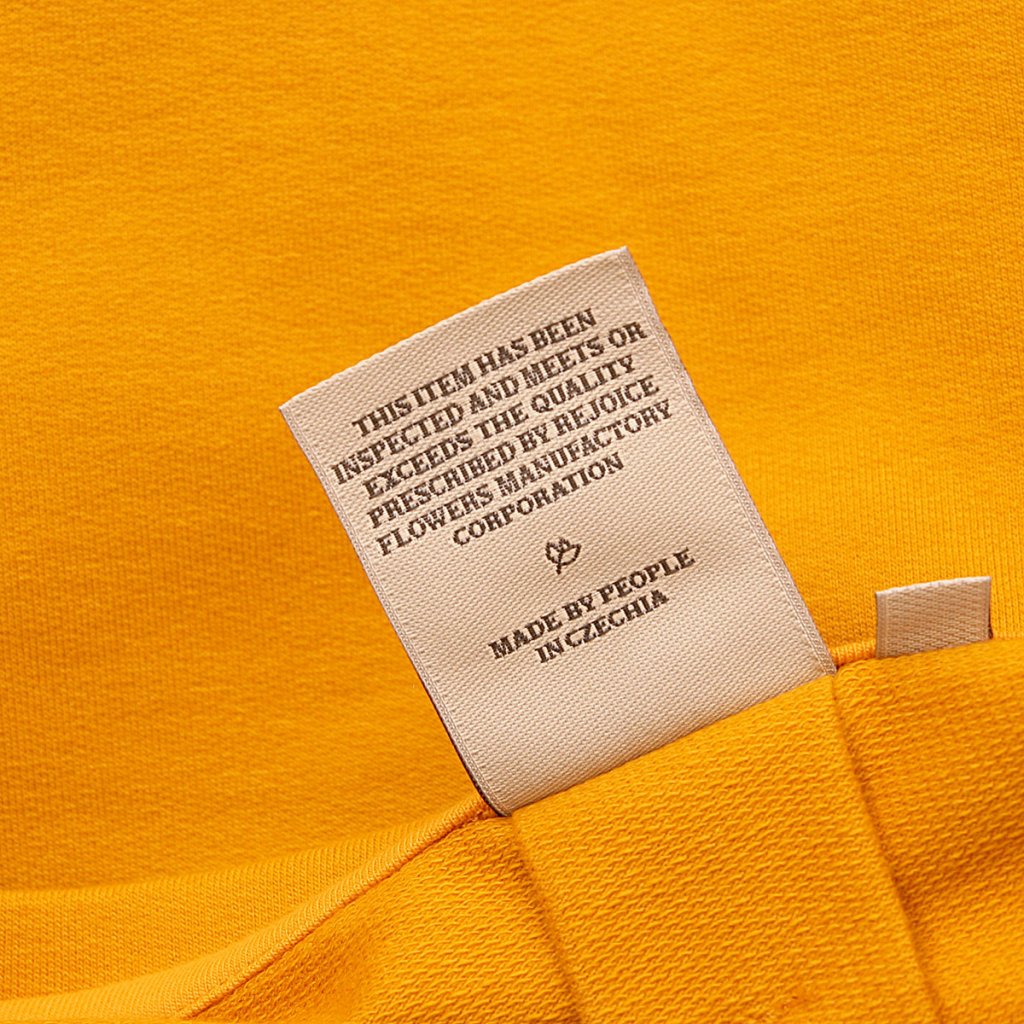 THIS ITEM HAS BEEN
INSPECTED AND MEETS OR
EXCEEDS THE QUALITY
PRESCRIBED BY REJOICE
FLOWERS MANUFACTORY
CORPORATION
MADE BY PEOPLE
IN CZECHIA